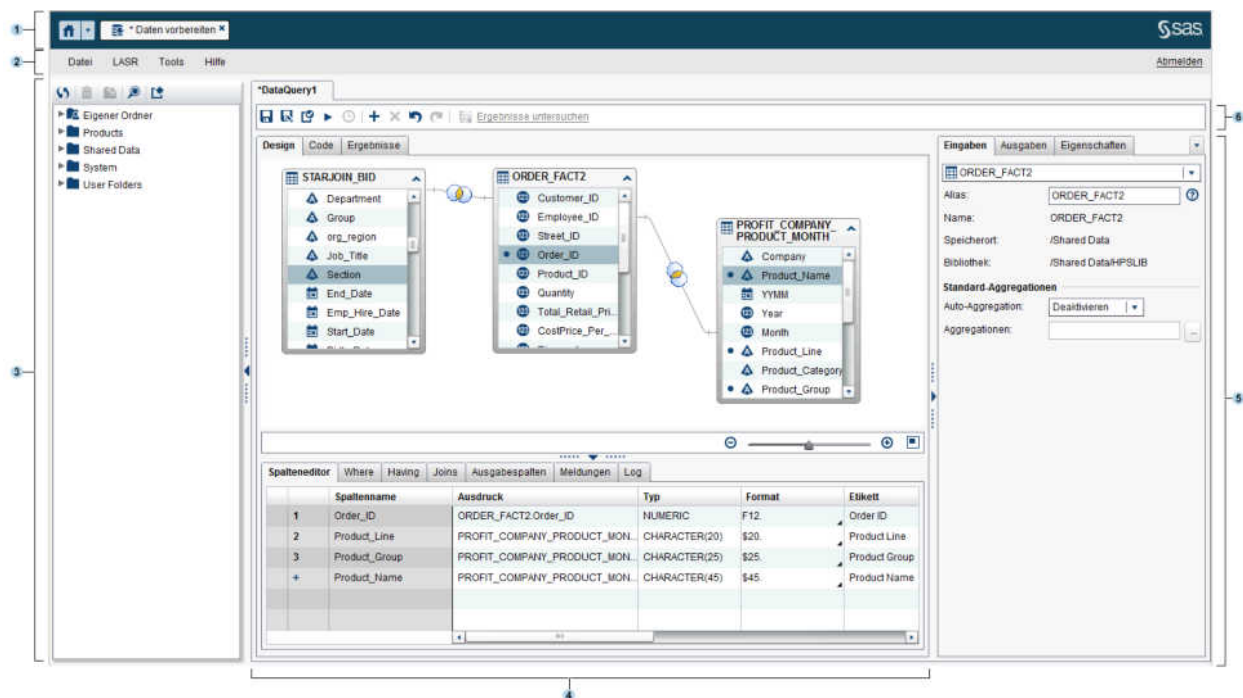 1
* Daten vorbereiten
sas
2
Datei LASR Tools Hilfe
Abmelden
3
Eigener Ordner
Products
Shared Data
System
User Folders
*DataQuery1
Ergebnisse untersuchen
6
Design Code Ergebnisse
STARJOIN_BID
Department
Group
org_region
Job_Title
Section
End_Date
Emp_Hire_Date
Start_Date
ORDER_FACT2
Customer_ID
Employee_ID
Street_ID
Order_ID
Product_ID
Quantity
Total_Retail_Pri...
CostPrice_Per_...
PROFIT_COMPANY_
PRODUCT_MONTH
Company
Product_Name
YYMM
Year
Month
Product_Line
Product_Category
Product_Group
Eingaben Ausgaben Eigenschaften
ORDER_FACT2
Alias: ORDER_FACT2
Name: ORDER_FACT2
Speicherort: /Shared Data
Bibliothek: /Shared Data/HPSLIB
Standard-Aggregationen
Auto-Aggregation: Deaktivieren
Aggregationen: ...
5
Spalteneditor Where Having Joins Ausgabespalten Meldungen Log
Spaltenname Ausdruck Typ Format Etikett
1 Order_ID ORDER_FACT2.Order_ID NUMERIC F12. Order ID
2 Product_Line PROFIT_COMPANY_PRODUCT_MON... CHARACTER(20) $20. Product Line
3 Product_Group PROFIT_COMPANY_PRODUCT_MON... CHARACTER(25) $25. Product Group
+ Product_Name PROFIT_COMPANY_PRODUCT_MON... CHARACTER(45) $45. Product Name
4